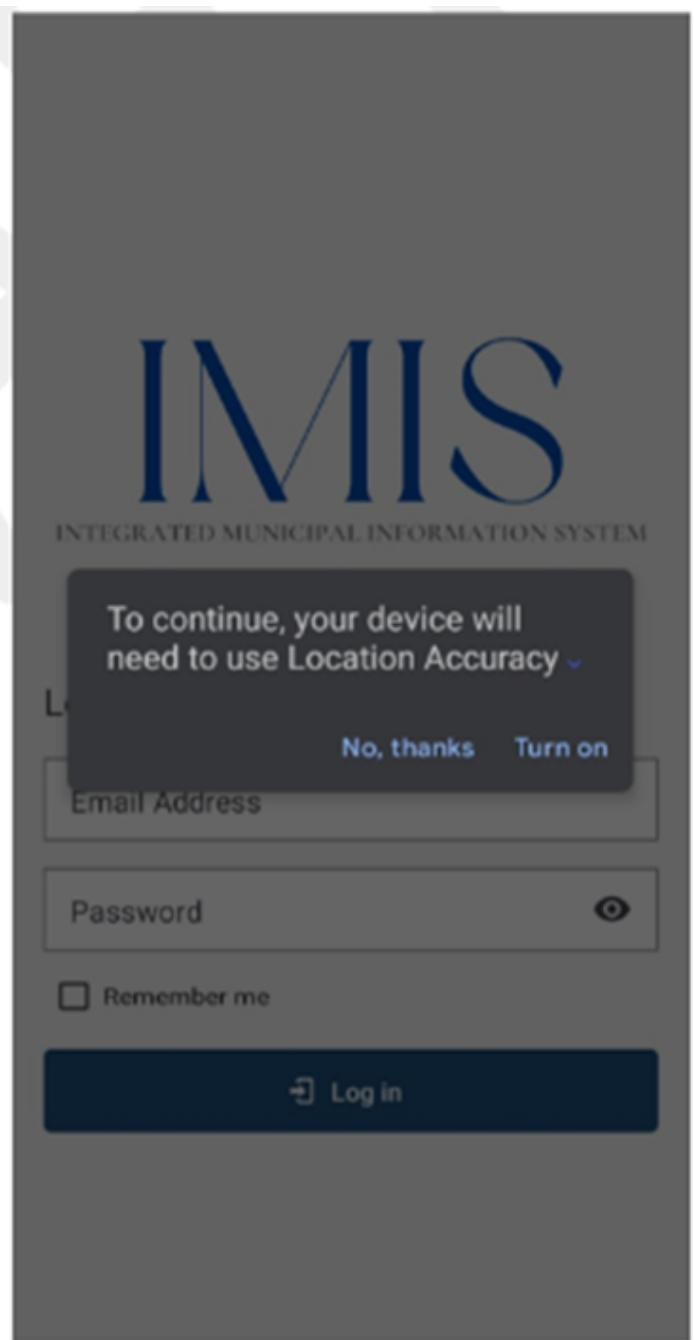 IMIS
INTEGRATED MUNICIPAL INFORMATION SYSTEM
To continue, your device will
need to use Location Accuracy
No, thanks Turn on
Email Address
Password
Remember me
Log in